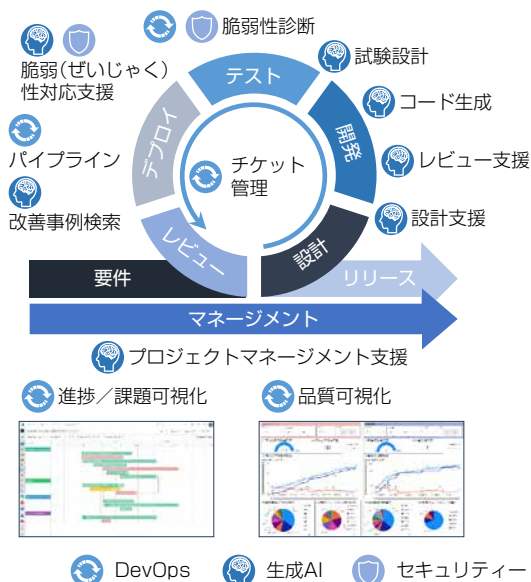 脆弱性診断
脆弱(ぜいじゃく)
性対応支援
テスト
試験設計
デプロイ
開発
コード生成
パイプライン
チケット
管理
レビュー支援
改善事例検索
設計支援
レビュー
設計
要件
リリース
マネージメント
プロジェクトマネージメント支援
進捗/課題可視化
品質可視化
DevOps
生成AI
セキュリティー